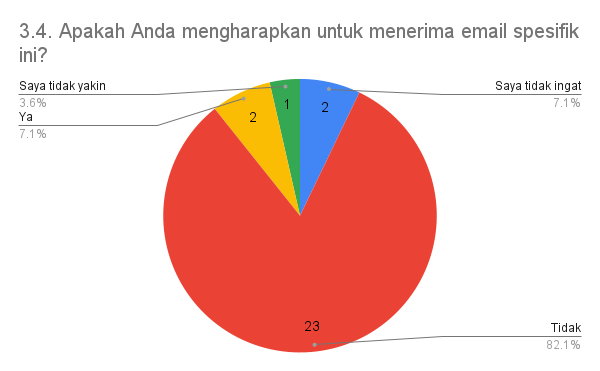 3.4. Apakah Anda mengharapkan untuk menerima email spesifik
ini?
Saya tidak yakin
3.6%
Ya
7.1%
Saya tidak ingat
7.1%
1
2
2
23
Tidak
82.1%